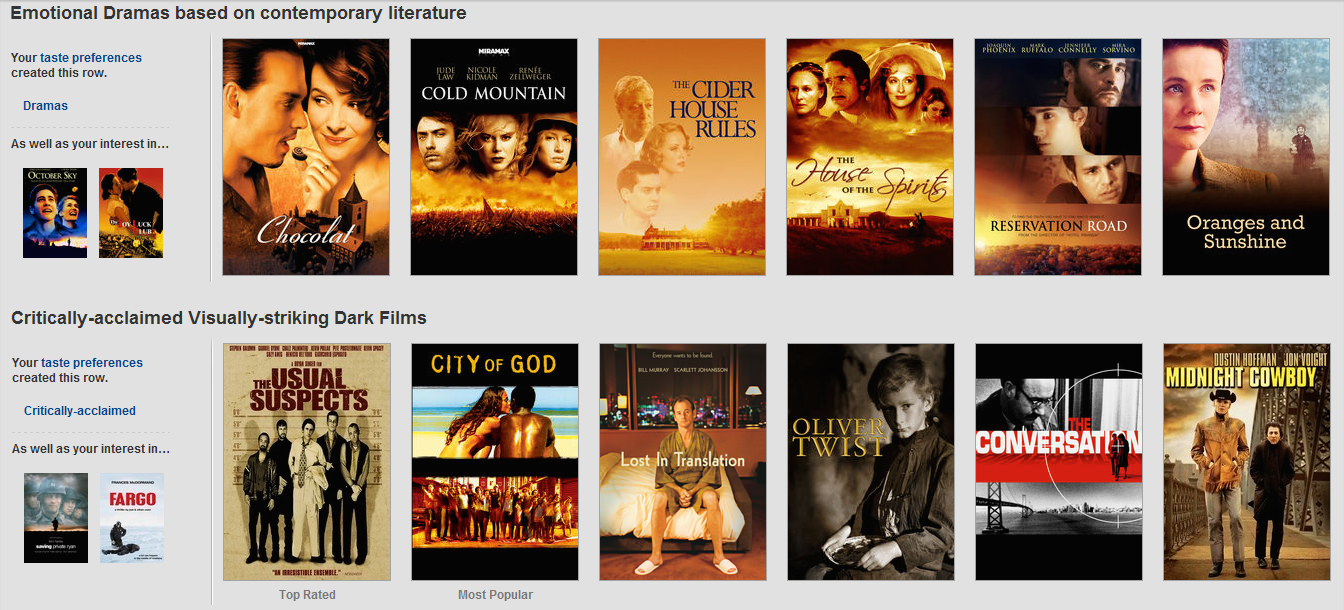 Emotional Dramas based on contemporary literature
Your taste preferences
created this row.
Dramas
As well as your interest in...
OCTOBER SKY
MIRAMAX
Chocolat
MIRAMAX
JUDE LAW
NICOLE KIDMAN
RENÉE ZELLWEGER
COLD MOUNTAIN
THE CIDER
HOUSE
RULES
THE
House
OF THE Spirits
JOAQUIN PHOENIX
MARK RUFFALO
JENNIFER CONNELLY
MIRA SORVINO
RESERVATION ROAD
Oranges and
Sunshine
Critically-acclaimed Visually-striking Dark Films
Your taste preferences
created this row.
Critically-acclaimed
As well as your interest in...
saving private ryan
FRANCES McDORMAND
FARGO
THE USUAL
SUSPECTS
"AN IRRESISTIBLE ENSEMBLE."
Top Rated
CITY OF GOD
Most Popular
Everyone wants to be found.
BILL MURRAY SCARLETT JOHANSSON
Lost In Translation
OLIVER
TWIST
THE
CONVERSATION
DUSTIN HOFFMAN JON VOIGHT
MIDNIGHT COWBOY